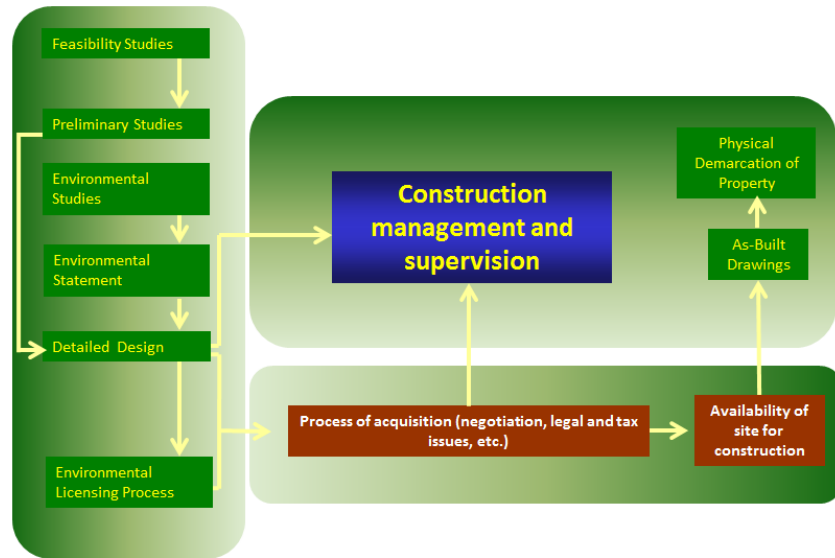 Feasibility Studies
Preliminary Studies
Environmental
Studies
Environmental
Statement
Detailed Design
Environmental
Licensing Process
Construction
management and
supervision
Physical
Demarcation of
Property
As-Built
Drawings
Process of acquisition (negotiation, legal and tax
issues, etc.)
Availability of
site for
construction